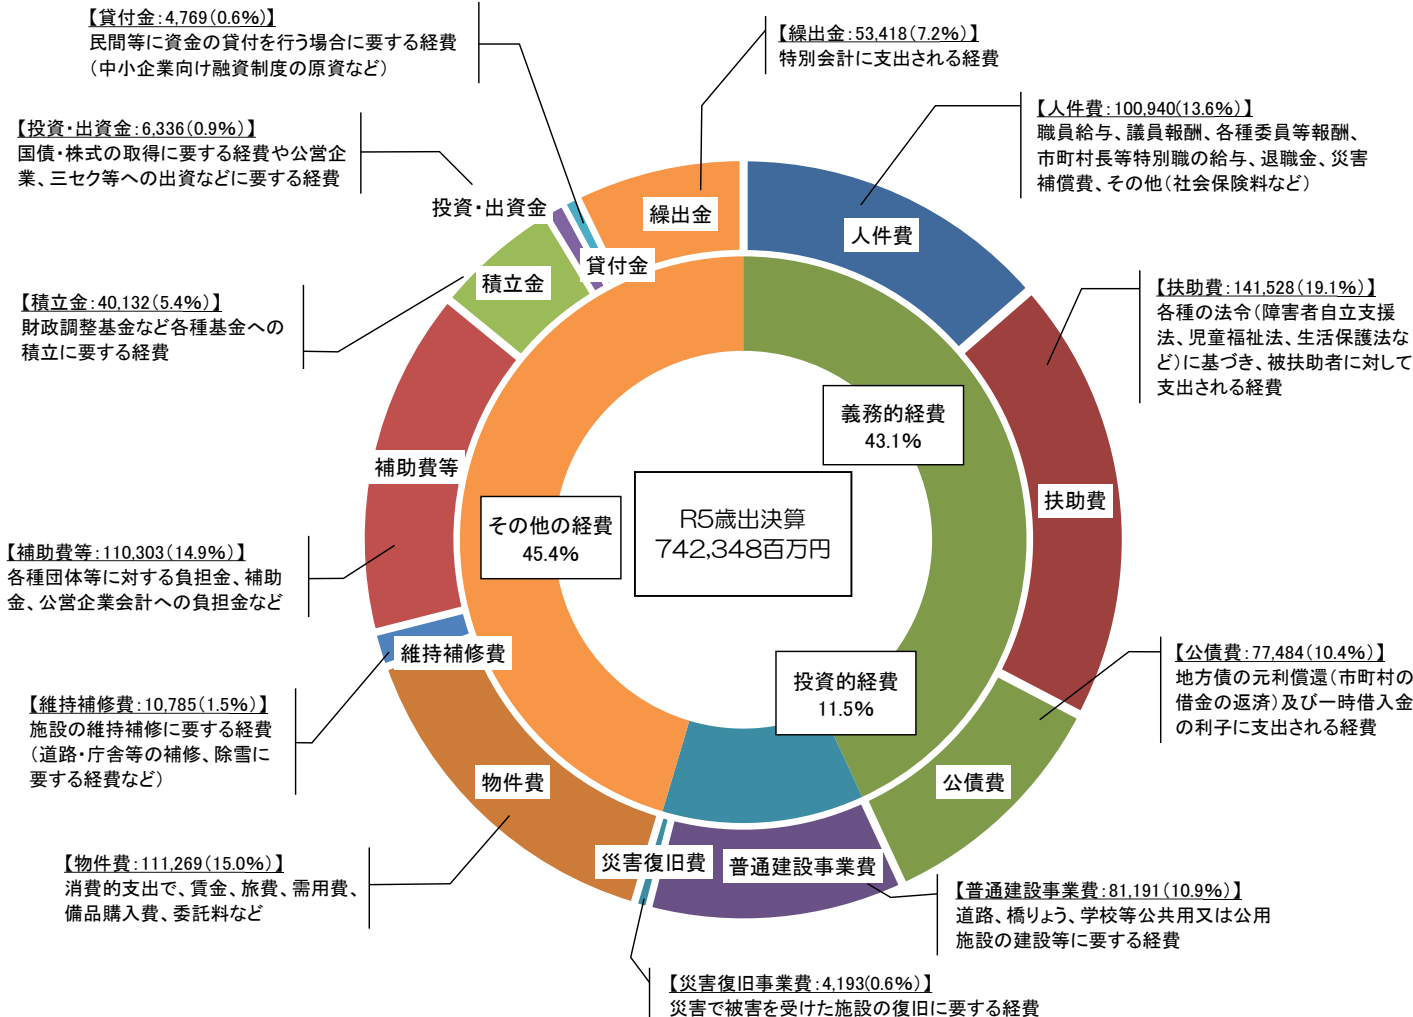 【貸付金：4,769(0.6%)】
民間等に資金の貸付を行う場合に要する経費
（中小企業向け融資制度の原資など）
【繰出金：53,418(7.2%)】
特別会計に支出される経費
【投資・出資金：6,336(0.9%)】
国債・株式の取得に要する経費や公営企
業、三セク等への出資などに要する経費
【人件費：100,940(13.6%)】
職員給与、議員報酬、各種委員等報酬、
市町村長等特別職の給与、退職金、災害
補償費、その他（社会保険料など）
投資・出資金
繰出金
人件費
貸付金
積立金
【積立金：40,132(5.4%)】
財政調整基金など各種基金への
積立に要する経費
【扶助費：141,528(19.1%)】
各種の法令（障害者自立支援
法、児童福祉法、生活保護法な
ど）に基づき、被扶助者に対して
支出される経費
義務的経費
43.1%
補助費等
扶助費
その他の経費
45.4%
R5歳出決算
742,348百万円
【補助費等：110,303(14.9%)】
各種団体等に対する負担金、補助
金、公営企業会計への負担金など
維持補修費
投資的経費
11.5%
【公債費：77,484(10.4%)】
地方債の元利償還（市町村の
借金の返済）及び一時借入金
の利子に支出される経費
【維持補修費：10,785(1.5%)】
施設の維持補修に要する経費
（道路・庁舎等の補修、除雪に
要する経費など）
物件費
公債費
災害復旧費
普通建設事業費
【物件費：111,269(15.0%)】
消費的支出で、賃金、旅費、需用費、
備品購入費、委託料など
【普通建設事業費：81,191(10.9%)】
道路、橋りょう、学校等公共用又は公用
施設の建設等に要する経費
【災害復旧事業費：4,193(0.6%)】
災害で被害を受けた施設の復旧に要する経費